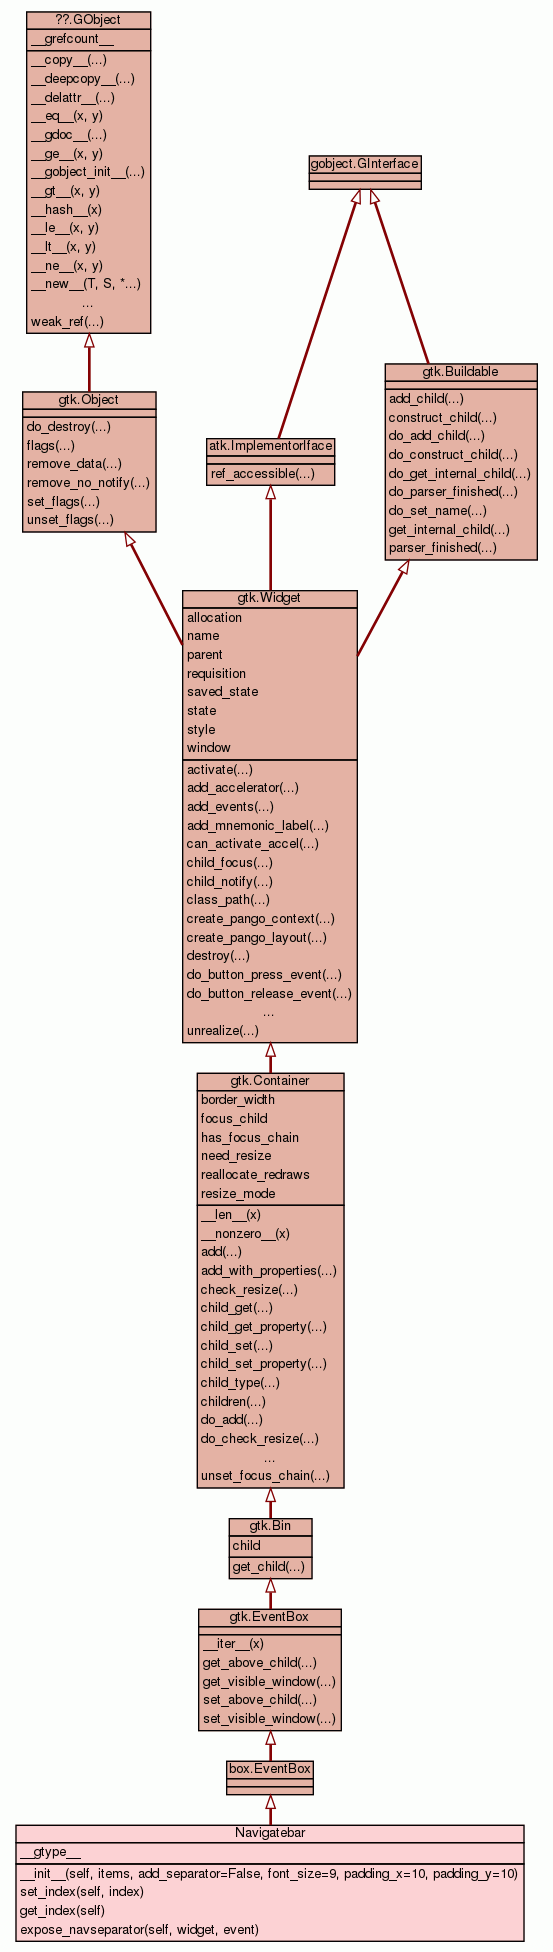 ??.GObject
__grefcount__
__copy__(...)
__deepcopy__(...)
__delattr__(...)
__eq__(x, y)
__gdoc__(...)
__ge__(x, y)
__gobject_init__(...)
__gt__(x, y)
__hash__(x)
__le__(x, y)
__lt__(x, y)
__ne__(x, y)
__new__(T, S, *...)
...
weak_ref(...)
gobject.GInterface
gtk.Object
do_destroy(...)
flags(...)
remove_data(...)
remove_no_notify(...)
set_flags(...)
unset_flags(...)
atk.ImplementorIface
ref_accessible(...)
gtk.Buildable
add_child(...)
construct_child(...)
do_add_child(...)
do_construct_child(...)
do_get_internal_child(...)
do_parser_finished(...)
do_set_name(...)
get_internal_child(...)
parser_finished(...)
gtk.Widget
allocation
name
parent
requisition
saved_state
state
style
window
activate(...)
add_accelerator(...)
add_events(...)
add_mnemonic_label(...)
can_activate_accel(...)
child_focus(...)
child_notify(...)
class_path(...)
create_pango_context(...)
create_pango_layout(...)
destroy(...)
do_button_press_event(...)
do_button_release_event(...)
...
unrealize(...)
gtk.Container
border_width
focus_child
has_focus_chain
need_resize
reallocate_redraws
resize_mode
__len__(x)
__nonzero__(x)
add(...)
add_with_properties(...)
check_resize(...)
child_get(...)
child_get_property(...)
child_set(...)
child_set_property(...)
child_type(...)
children(...)
do_add(...)
do_check_resize(...)
...
unset_focus_chain(...)
gtk.Bin
child
get_child(...)
gtk.EventBox
__iter__(x)
get_above_child(...)
get_visible_window(...)
set_above_child(...)
set_visible_window(...)
box.EventBox
Navigatebar
__gtype__
__init__(self, items, add_separator=False, font_size=9, padding_x=10, padding_y=10)
set_index(self, index)
get_index(self)
expose_navseparator(self, widget, event)